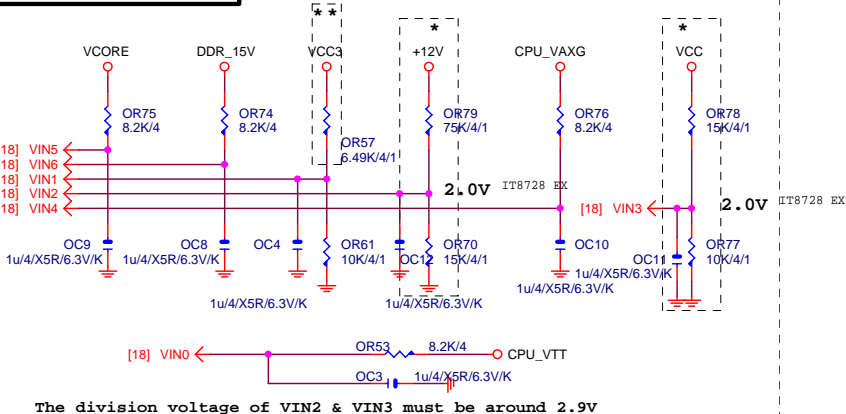 * *
*
*
VCORE
DDR_15V
VCC3
+12V
CPU_VAXG
VCC
OR75
8.2K/4
OR74
8.2K/4
OR57
6.49K/4/1
OR79
75K/4/1
OR76
8.2K/4
OR78
15K/4/1
18] VIN5
18] VIN6
18] VIN1
18] VIN2
18] VIN4
2.0V IT8728 EX
[18] VIN3
2.0V IT8728 EX
OC9
1u/4/X5R/6.3V/K
OC8
1u/4/X5R/6.3V/K
OC4
1u/4/X5R/6.3V/K
OR61
10K/4/1
OC12
1u/4/X5R/6.3V/K
OR70
15K/4/1
OC10
1u/4/X5R/6.3V/K
OC11
1u/4/X5R/6.3V/K
OR77
10K/4/1
[18] VIN0
OR53 8.2K/4
CPU_VTT
OC3 1u/4/X5R/6.3V/K
The division voltage of VIN2 & VIN3 must be around 2.9V